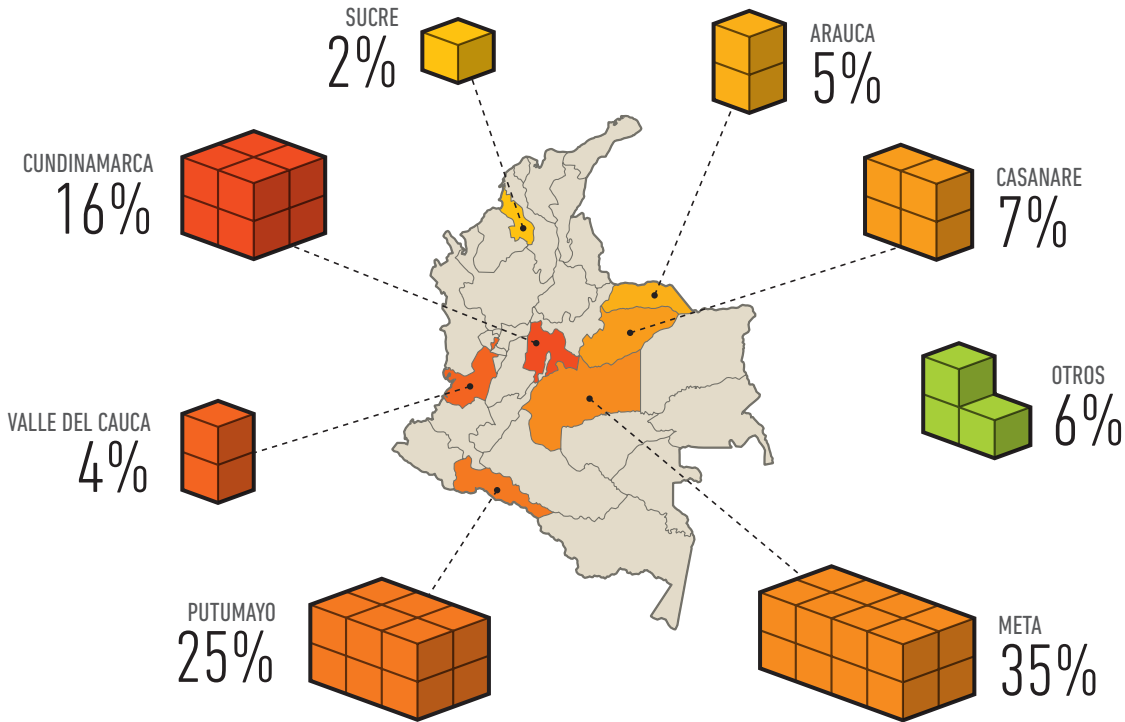 SUCRE
2%
ARAUCA
5%
CUNDINAMARCA
16%
CASANARE
7%
VALLE DEL CAUCA
4%
OTROS
6%
PUTUMAYO
25%
META
35%